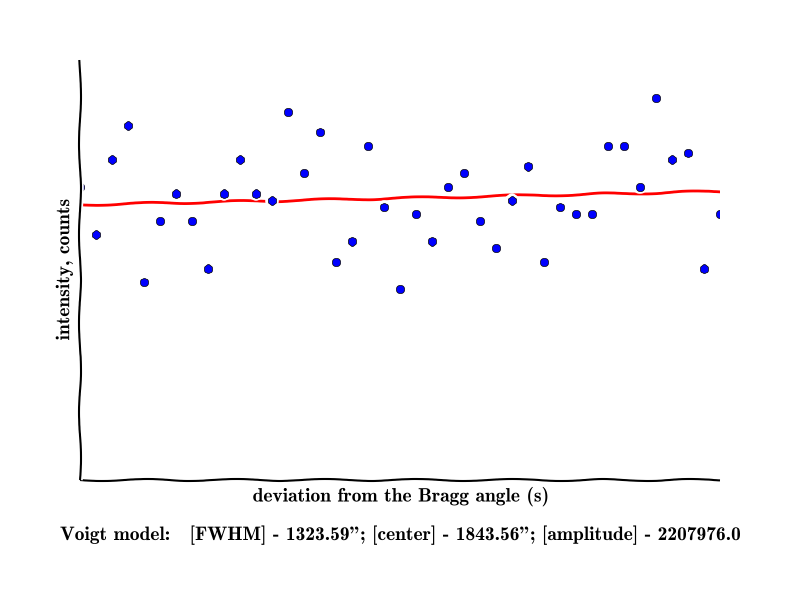 intensity, counts
deviation from the Bragg angle (s)
Voigt model: [FWHM] - 1323.59”; [center] - 1843.56”; [amplitude] - 2207976.0